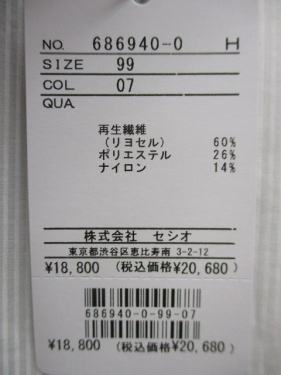 NO. 686940-0 H
SIZE 99
COL. 07
QUA.
再生繊維
（リヨセル） 60%
ポリエステル 26%
ナイロン 14%
株式会社 セシオ
東京都渋谷区恵比寿南 3-2-12
¥18,800 (税込価格¥20,680)
686940-0-99-07
¥18,800 (税込価格¥20,680)